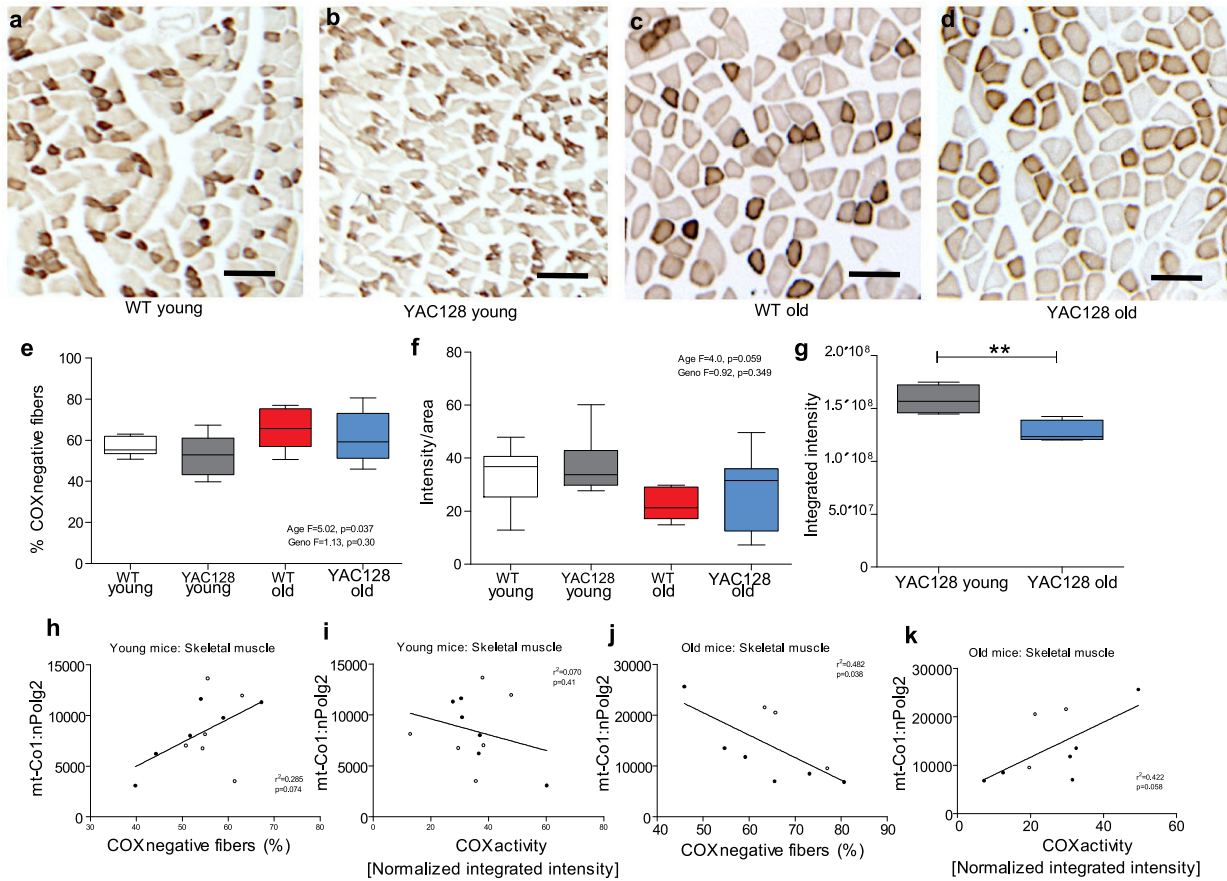 a
b
c
d
WT young
YAC128 young
WT old
YAC128 old
e
% COX negative fibers
100
80
60
40
20
0
Age F=5.02, p=0.037
Geno F=1.13, p=0.30
WT young
YAC128 young
WT old
YAC128 old
f
Intensity/area
80
60
40
20
0
Age F=4.0, p=0.059
Geno F=0.92, p=0.349
WT young
YAC128 young
WT old
YAC128 old
g
Integrated intensity
2.0*10⁸
1.5*10⁸
1.0*10⁸
5.0*10⁷
0
**
YAC128 young
YAC128 old
h
Young mice: Skeletal muscle
mt-Co1:nPolg2
15000
10000
5000
0
r²=0.285
p=0.074
30 40 50 60 70 80
COX negative fibers (%)
i
Young mice: Skeletal muscle
mt-Co1:nPolg2
15000
10000
5000
0
r²=0.070
p=0.41
0 20 40 60 80
COX activity
[Normalized integrated intensity]
j
Old mice: Skeletal muscle
mt-Co1:nPolg2
30000
20000
10000
0
r²=0.482
p=0.038
40 50 60 70 80 90
COX negative fibers (%)
k
Old mice: Skeletal muscle
mt-Co1:nPolg2
30000
20000
10000
0
r²=0.422
p=0.058
0 20 40 60
COX activity
[Normalized integrated intensity]